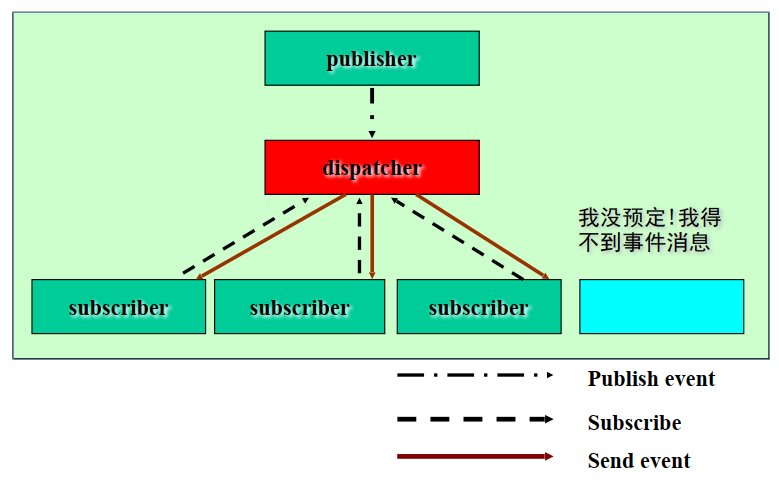 publisher
dispatcher
我没预定!我得
不到事件消息
subscriber
subscriber
subscriber
Publish event
Subscribe
Send event